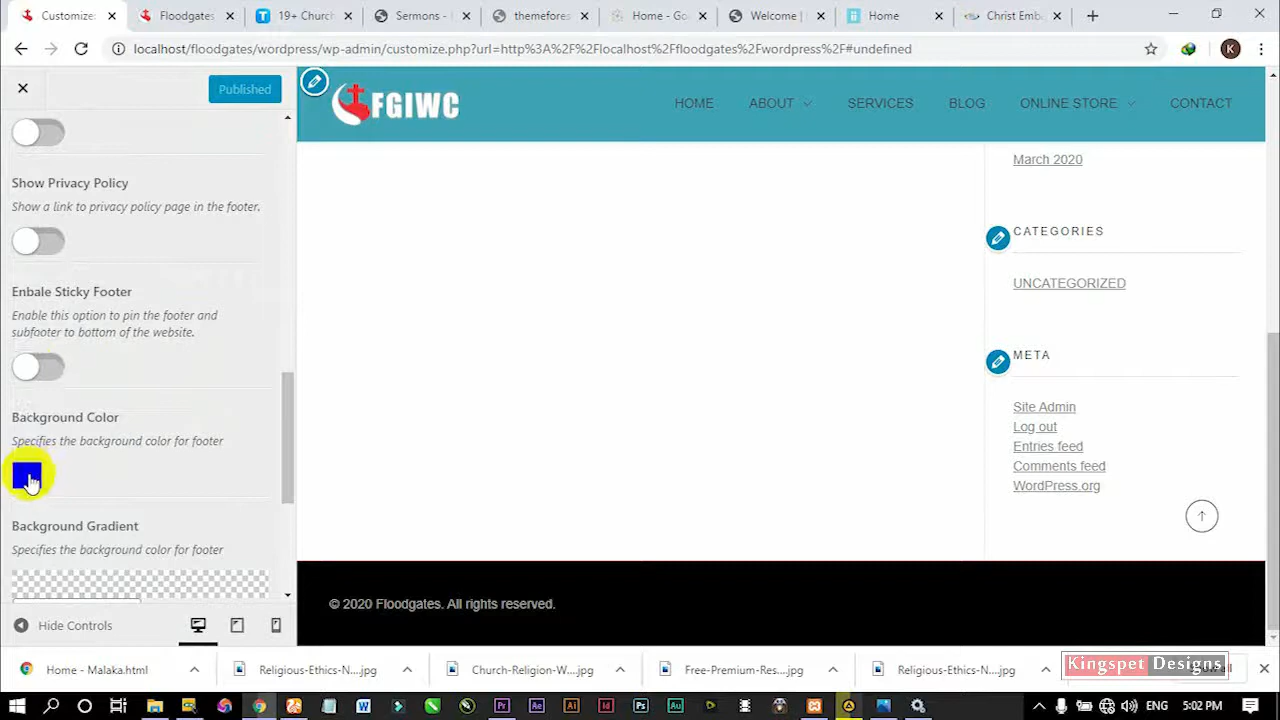 Customize:
Floodgates
19+ Church
Sermons -
themefores
Home - Go
Welcome |
Home
Christ Emb
localhost/floodgates/wordpress/wp-admin/customize.php?url=http%3A%2F%2Flocalhost%2Ffloodgates%2Fwordpress%2F#undefined
K
Published
FGIWC
HOME
ABOUT
SERVICES
BLOG
ONLINE STORE
CONTACT
Show Privacy Policy
Show a link to privacy policy page in the footer.
Enbale Sticky Footer
Enable this option to pin the footer and
subfooter to bottom of the website.
Background Color
Specifies the background color for footer
Background Gradient
Specifies the background color for footer
Hide Controls
March 2020
CATEGORIES
UNCATEGORIZED
META
Site Admin
Log out
Entries feed
Comments feed
WordPress.org
© 2020 Floodgates. All rights reserved.
Home - Malaka.html
Religious-Ethics-N....jpg
Church-Religion-W....jpg
Free-Premium-Res....jpg
Religious-Ethics-N....jpg
Kingspet Designs
ENG
5:02 PM